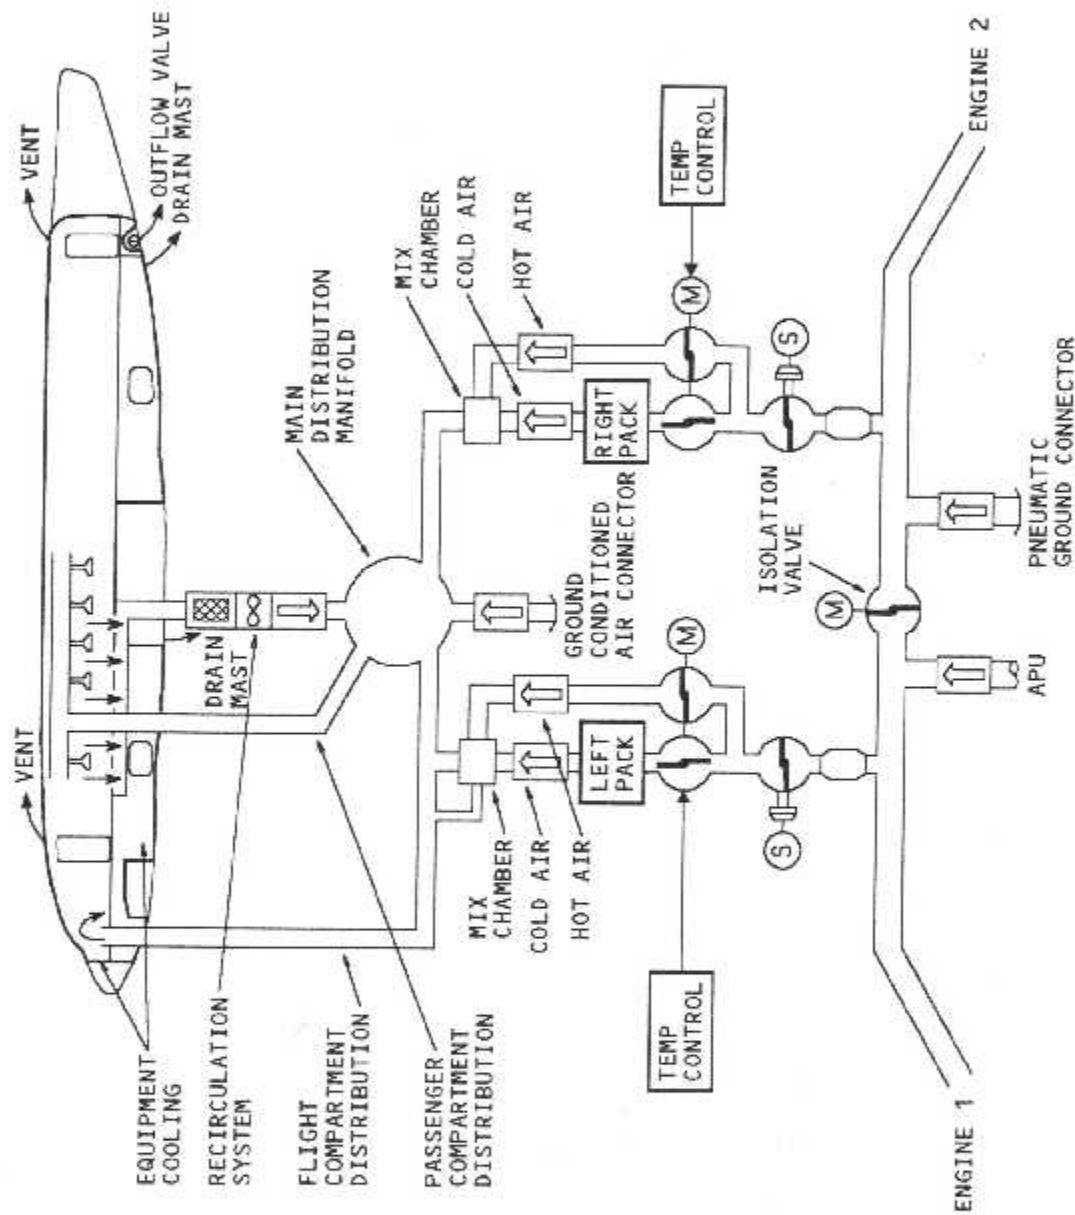 VENT
OUTFLOW VALVE
DRAIN MAST
VENT
MAIN
DISTRIBUTION
MANIFOLD
MIX
CHAMBER
COLD AIR
HOT AIR
TEMP
CONTROL
M
S
RIGHT
PACK
DRAIN
MAST
GROUND
CONDITIONED
AIR CONNECTOR
M
LEFT
PACK
S
MIX
CHAMBER
COLD AIR
HOT AIR
TEMP
CONTROL
ISOLATION
VALVE
M
ENGINE 2
PNEUMATIC
GROUND CONNECTOR
APU
ENGINE 1
EQUIPMENT
COOLING
RECIRCULATION
SYSTEM
FLIGHT
COMPARTMENT
DISTRIBUTION
PASSENGER
COMPARTMENT
DISTRIBUTION